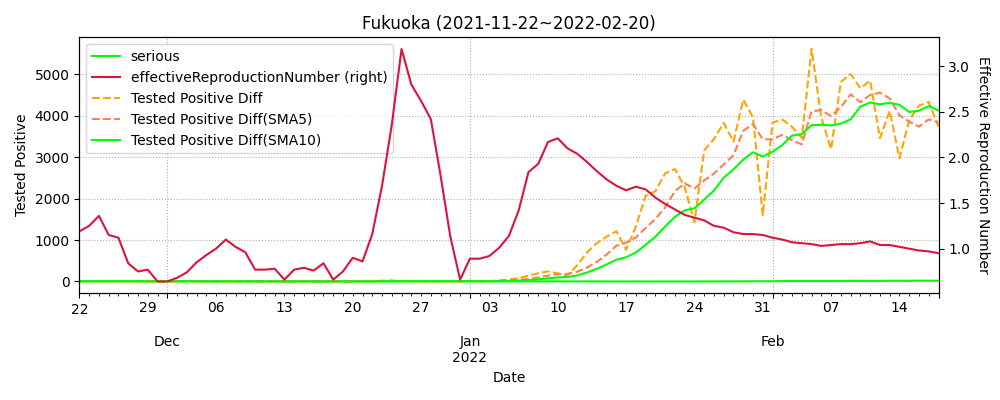 Fukuoka (2021-11-22~2022-02-20)
serious
effectiveReproductionNumber (right)
Tested Positive Diff
Tested Positive Diff(SMA5)
Tested Positive Diff(SMA10)
Tested Positive
5000
4000
3000
2000
1000
0
3.0
2.5
2.0
1.5
1.0
Effective Reproduction Number
22 29 06 13 20 27 03 10 17 24 31 07 14
Dec Jan Feb
2022
Date